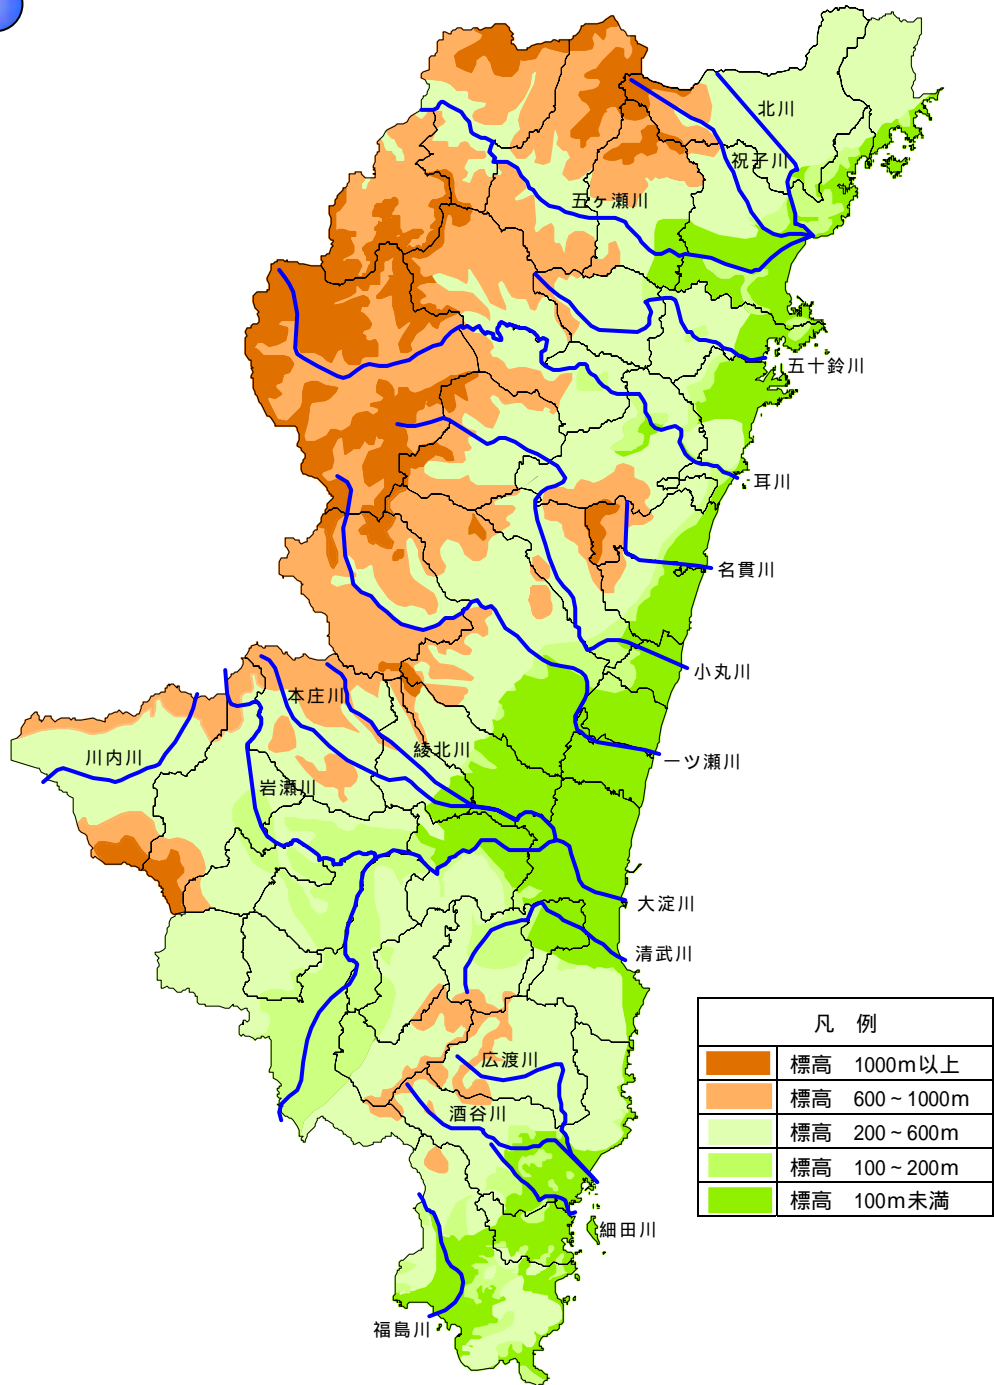 北川
祝子川
五ヶ瀬川
五十鈴川
耳川
名貫川
小丸川
本庄川
綾北川
川内川
一ツ瀬川
岩瀬川
大淀川
清武川
広渡川
酒谷川
細田川
福島川
凡 例
標高 1000m以上
標高 600~1000m
標高 200~600m
標高 100~200m
標高 100m未満